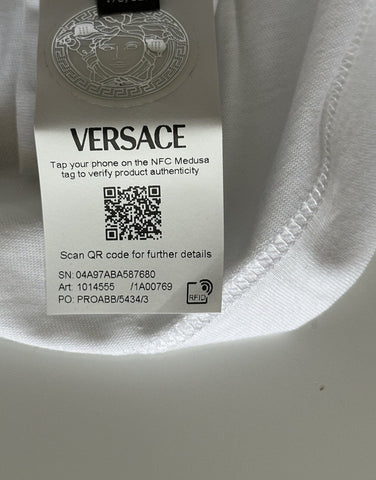 VERSACE
Tap your phone on the NFC Medusa
tag to verify product authenticity
Scan QR code for further details
SN: 04A97ABA587680
Art: 1014555 /1A00769
PO: PROABB/5434/3
RFID